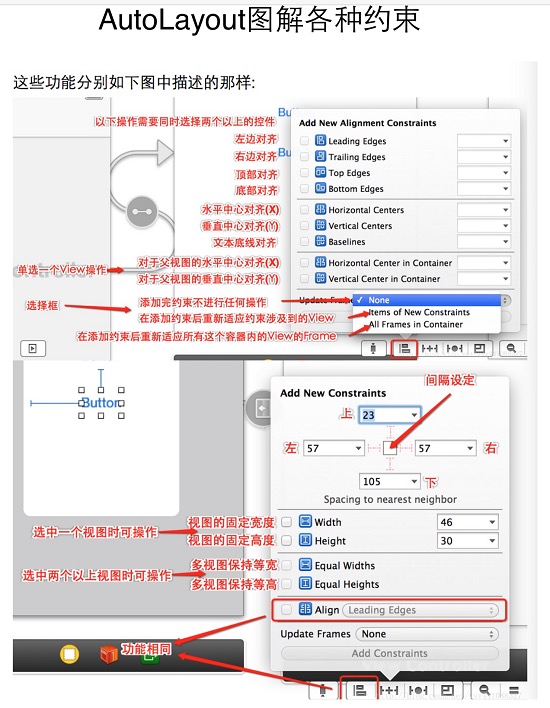 AutoLayout图解各种约束
这些功能分别如下图中描述的那样:
以下操作需要同时选择两个以上的控件
Add New Alignment Constraints
左边对齐
Leading Edges
右边对齐
Trailing Edges
顶部对齐
Top Edges
底部对齐
Bottom Edges
水平中心对齐(X)
Horizontal Centers
垂直中心对齐(Y)
Vertical Centers
文本底线对齐
Baselines
单选一个View操作
对于父视图的水平中心对齐(X)
Horizontal Center in Container
对于父视图的垂直中心对齐(Y)
Vertical Center in Container
选择框
添加完约束不进行任何操作
Update Frame
✓ None
在添加约束后重新适应约束涉及到的View
Items of New Constraints
在添加约束后重新适应所有这个容器内的View的Frame
All Frames in Container
Button
Add New Constraints
间隔设定
上
23
左
57
57
右
105
下
Spacing to nearest neighbor
选中一个视图时可操作
视图的固定宽度
Width
46
视图的固定高度
Height
30
选中两个以上视图时可操作
多视图保持等宽
Equal Widths
多视图保持等高
Equal Heights
Align
Leading Edges
功能相同
Update Frames
None
Add Constraints